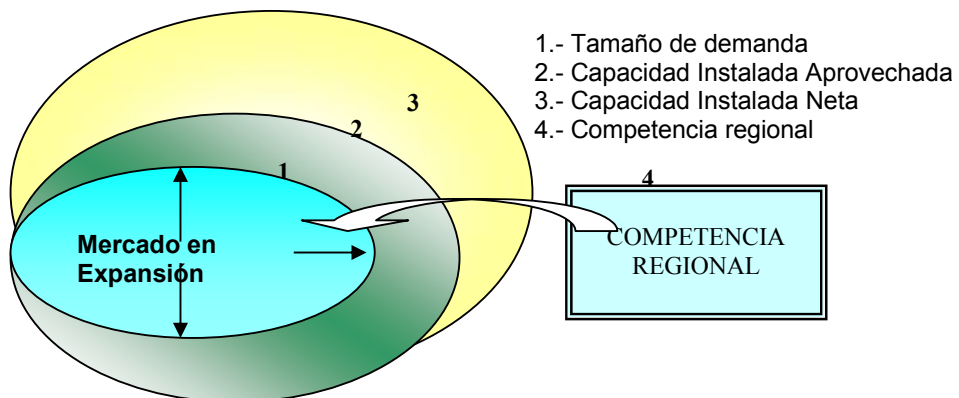 1.- Tamaño de demanda
2.- Capacidad Instalada Aprovechada
3.- Capacidad Instalada Neta
4.- Competencia regional
3
2
1
4
Mercado en
Expansión
COMPETENCIA
REGIONAL